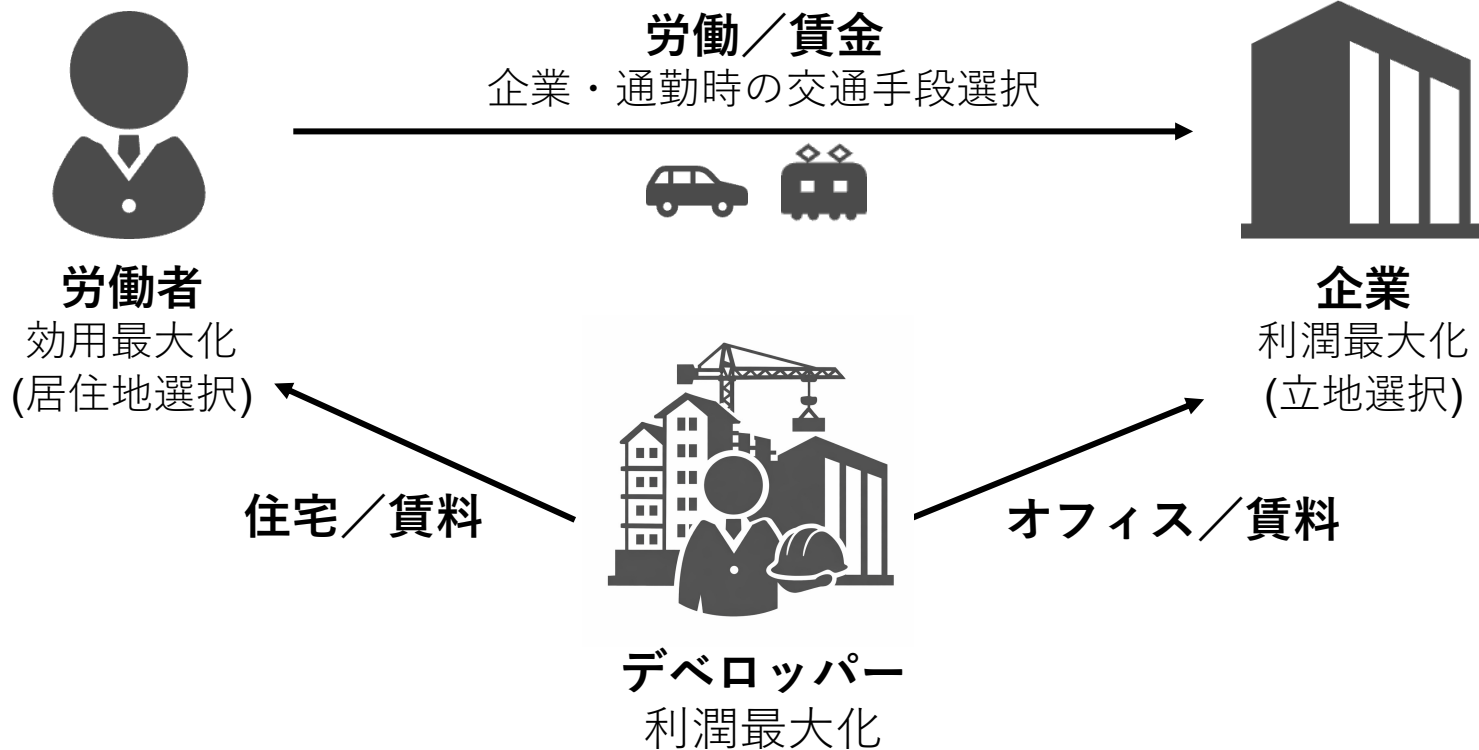 労働／賃金
企業・通勤時の交通手段選択
労働者
効用最大化
(居住地選択)
企業
利潤最大化
(立地選択)
住宅／賃料
オフィス／賃料
デベロッパー
利潤最大化